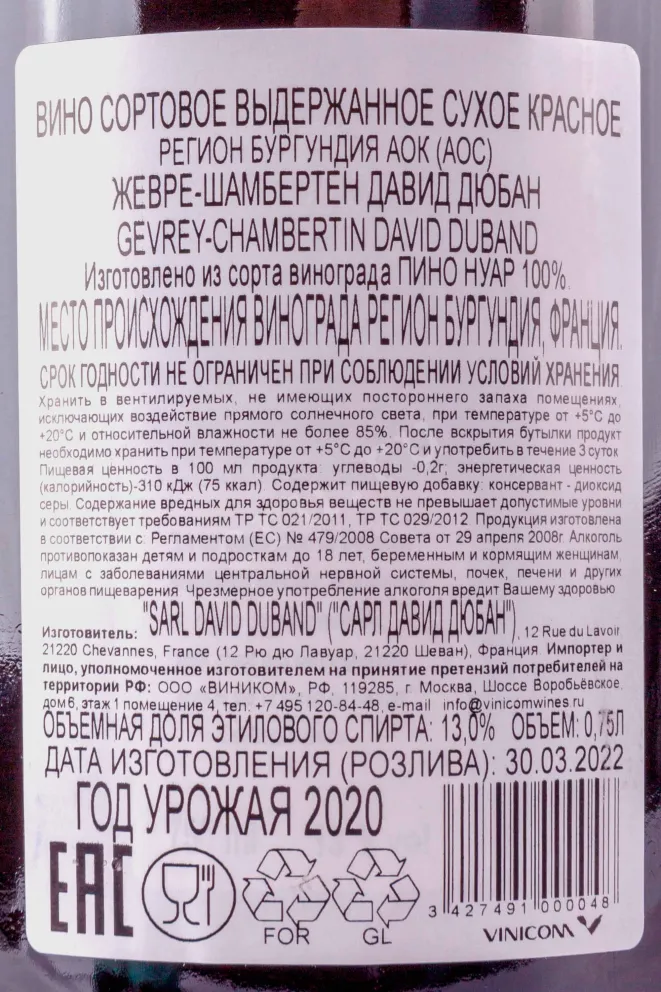 ВИНО СОРТОВОЕ ВЫДЕРЖАННОЕ СУХОЕ КРАСНОЕ
РЕГИОН БУРГУНДИЯ АОК (АОС)
ЖЕВРЕ-ШАМБЕРТЕН ДАВИД ДЮБАН
GEVREY-CHAMBERTIN DAVID DUBAND
Изготовлено из сорта винограда ПИНО НУАР 100%.
МЕСТО ПРОИСХОЖДЕНИЯ ВИНОГРАДА РЕГИОН БУРГУНДИЯ, ФРАНЦИЯ.
СРОК ГОДНОСТИ НЕ ОГРАНИЧЕН ПРИ СОБЛЮДЕНИИ УСЛОВИЙ ХРАНЕНИЯ
Хранить в вентилируемых, не имеющих постороннего запаха помещениях,
исключающих воздействие прямого солнечного света, при температуре от +5°С до
+20°С и относительной влажности не более 85%. После вскрытия бутылки продукт
необходимо хранить при температуре от +5°С до +20°С и употребить в течение 3 суток
Пищевая ценность в 100 мл продукта: углеводы -0,2г; энергетическая ценность
(калорийность)-310 кДж (75 ккал). Содержит пищевую добавку: консервант - диоксид
серы. Содержание вредных для здоровья веществ не превышает допустимые уровни
и соответствует требованиям ТР ТС 021/2011, ТР ТС 029/2012. Продукция изготовлена
в соответствии с: Регламентом (ЕС) № 479/2008 Совета от 29 апреля 2008г. Алкоголь
противопоказан детям и подросткам до 18 лет, беременным и кормящим женщинам,
лицам с заболеваниями центральной нервной системы, почек, печени и других
органов пищеварения. Чрезмерное употребление алкоголя вредит Вашему здоровью
Изготовитель: "SARL DAVID DUBAND" ("САРЛ ДАВИД ДЮБАН"), 12 Rue du Lavoir
21220 Chevannes, France (12 Рю дю Лавуар, 21220 Шеван), Франция Импортер и
лицо, уполномоченное изготовителем на принятие претензий потребителей на
территории РФ: ООО «ВИНИКОМ», РФ, 119285, г. Москва, Шоссе Воробьёвское,
дом 6, этаж 1 помещение 4, тел. +7 495 120-84-48, e-mail info@vinicomwines.ru
ОБЪЕМНАЯ ДОЛЯ ЭТИЛОВОГО СПИРТА: 13,0% ОБЪЕМ: 0,75Л
ДАТА ИЗГОТОВЛЕНИЯ (РОЗЛИВА): 30.03.2022
ГОД УРОЖАЯ 2020
EAC
FOR GL
3 427491 000048
VINICOM